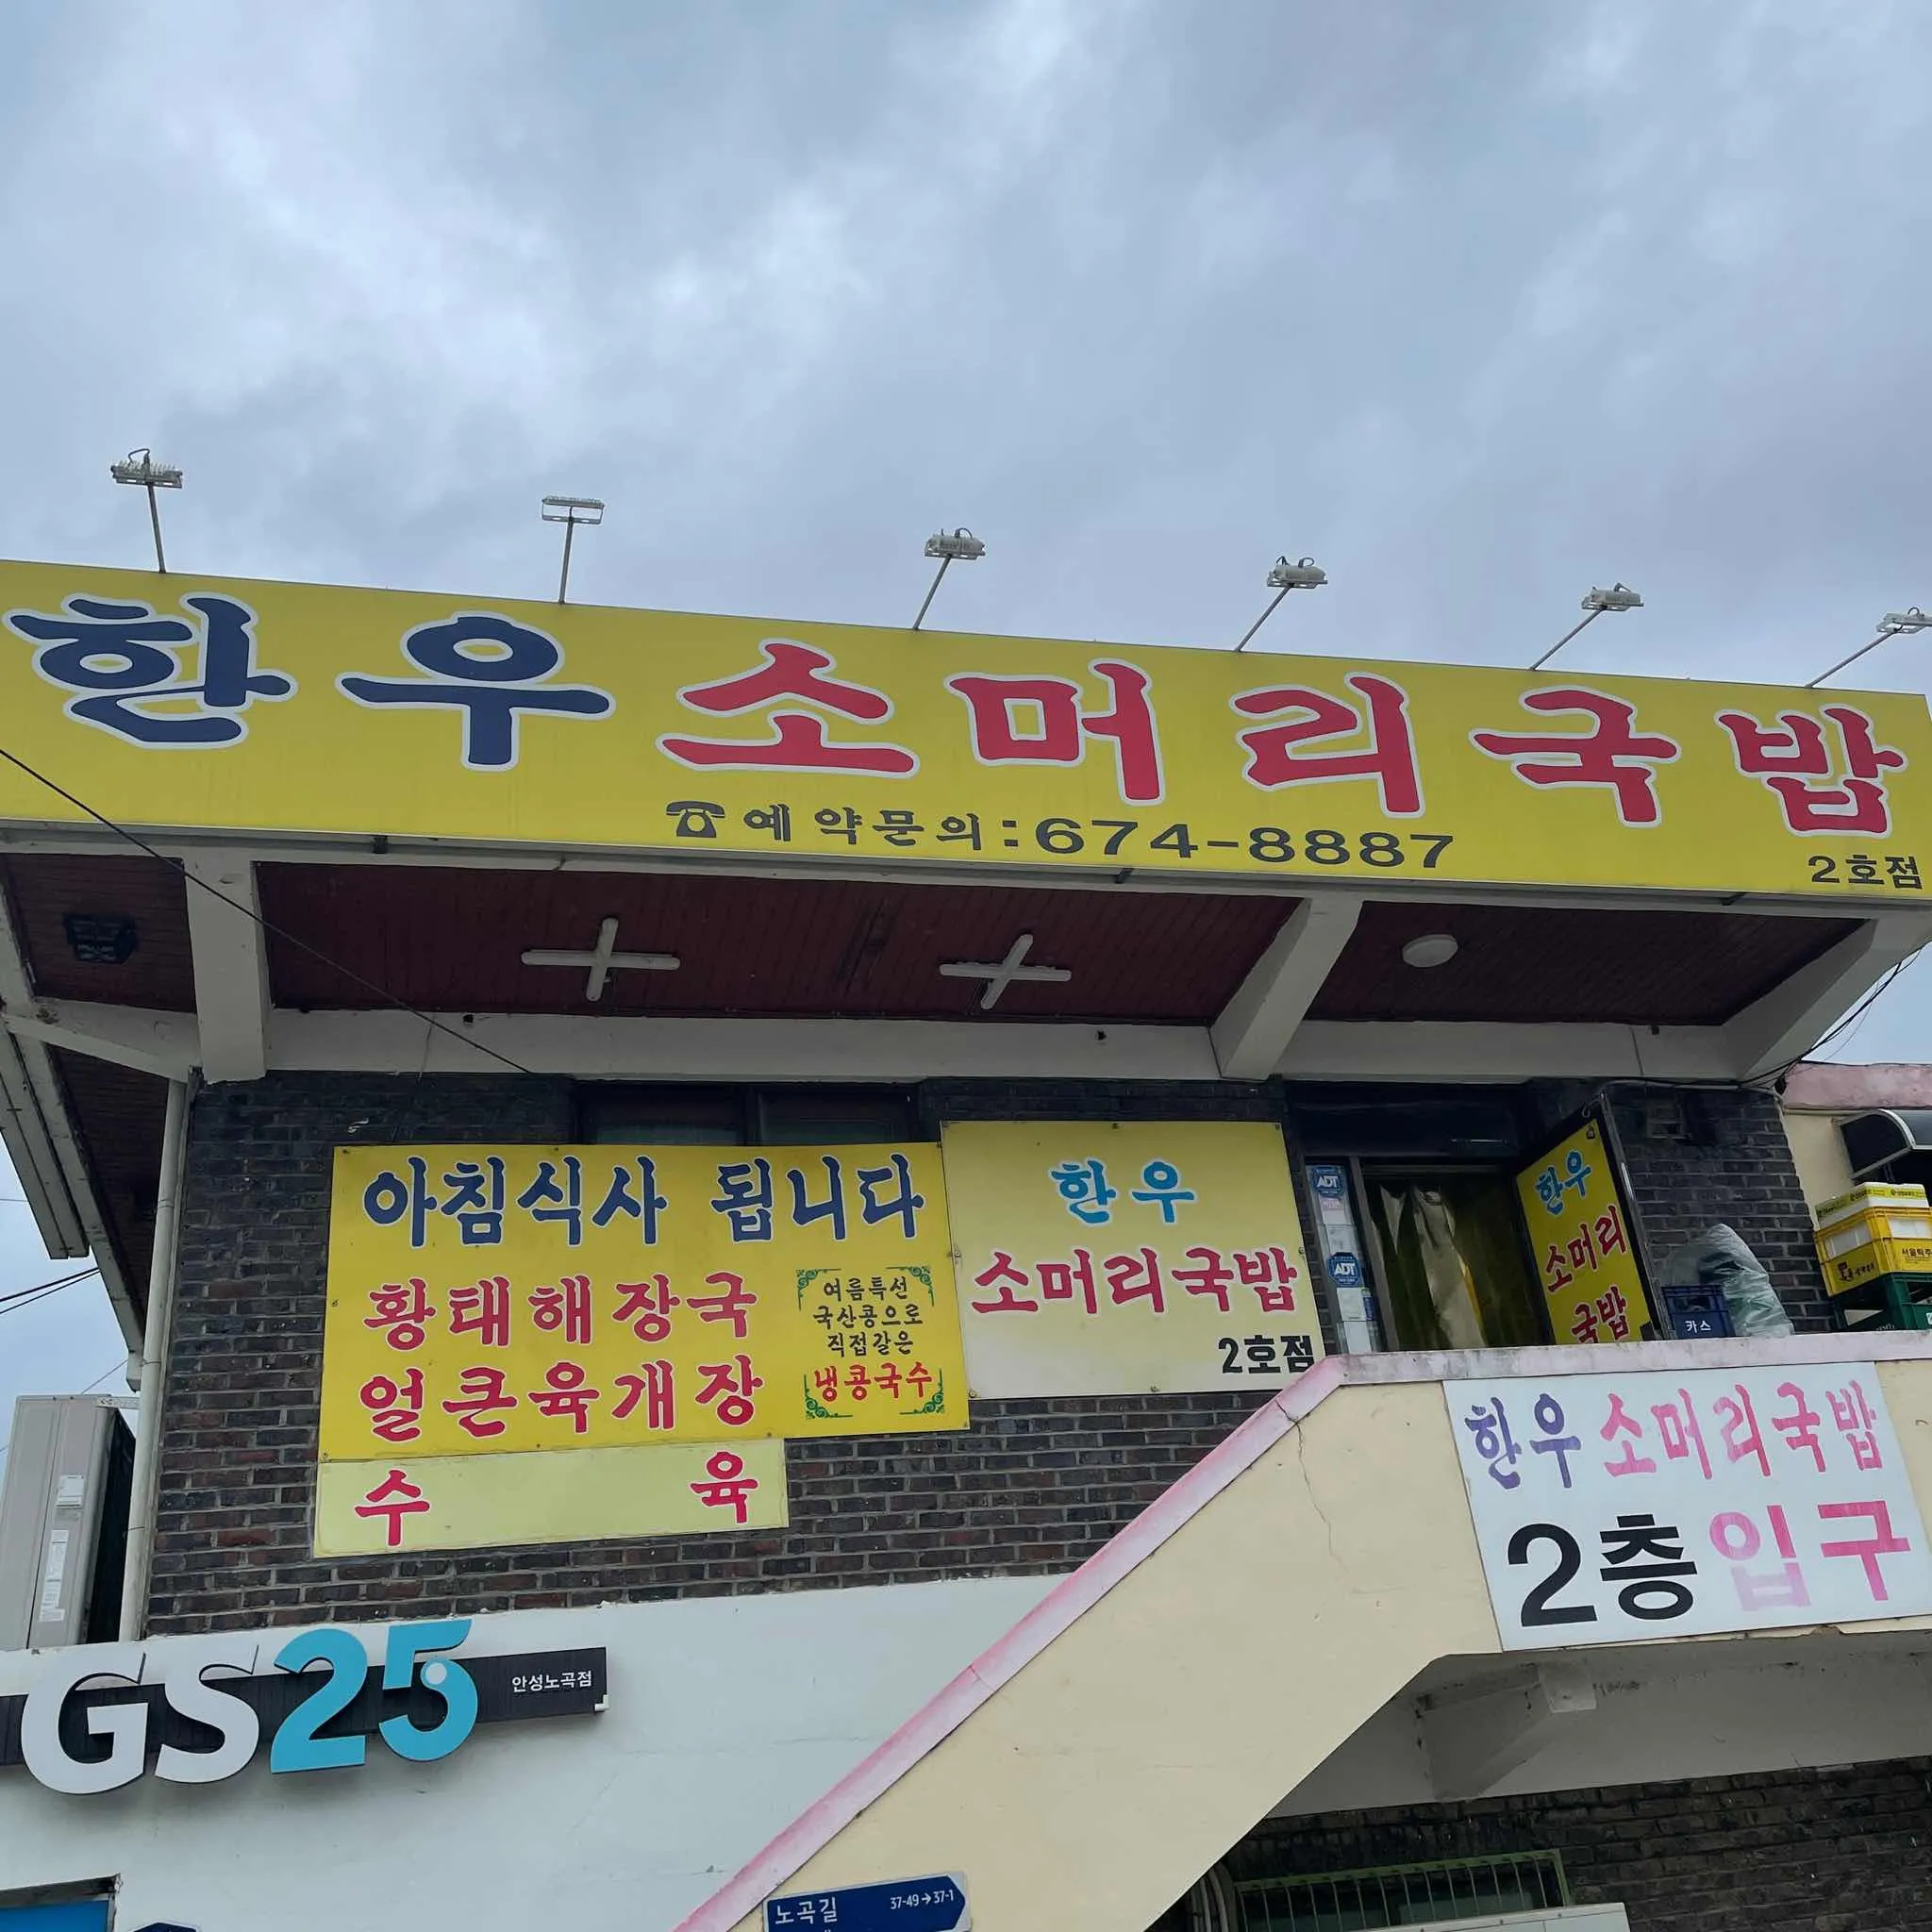 한우소머리국밥
☎예약문의:674-8887
2호점
아침식사 됩니다
황태해장국
얼큰육개장
수 육
여름특선
국산콩으로
직접갈은
냉콩국수
한우
소머리국밥
2호점
ADT
ADT
한우
소머리
국밥
카스
한우소머리국밥
2층입구
GS25
안성노곡점
노곡길
37-49→37-1